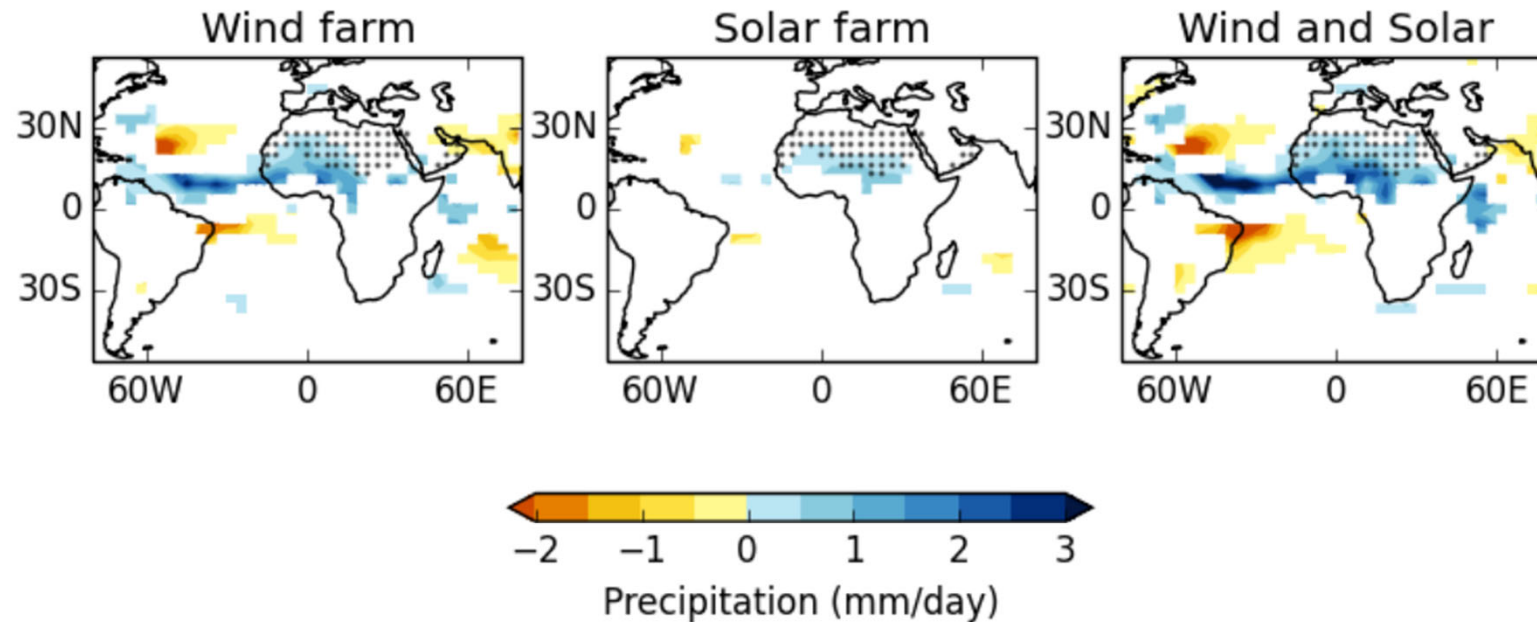 Wind farm
Solar farm
Wind and Solar
30N
0
30S
60W
0
60E
30N
0
30S
60W
0
60E
30N
0
30S
60W
0
60E
−2
−1
0
1
2
3
Precipitation (mm/day)